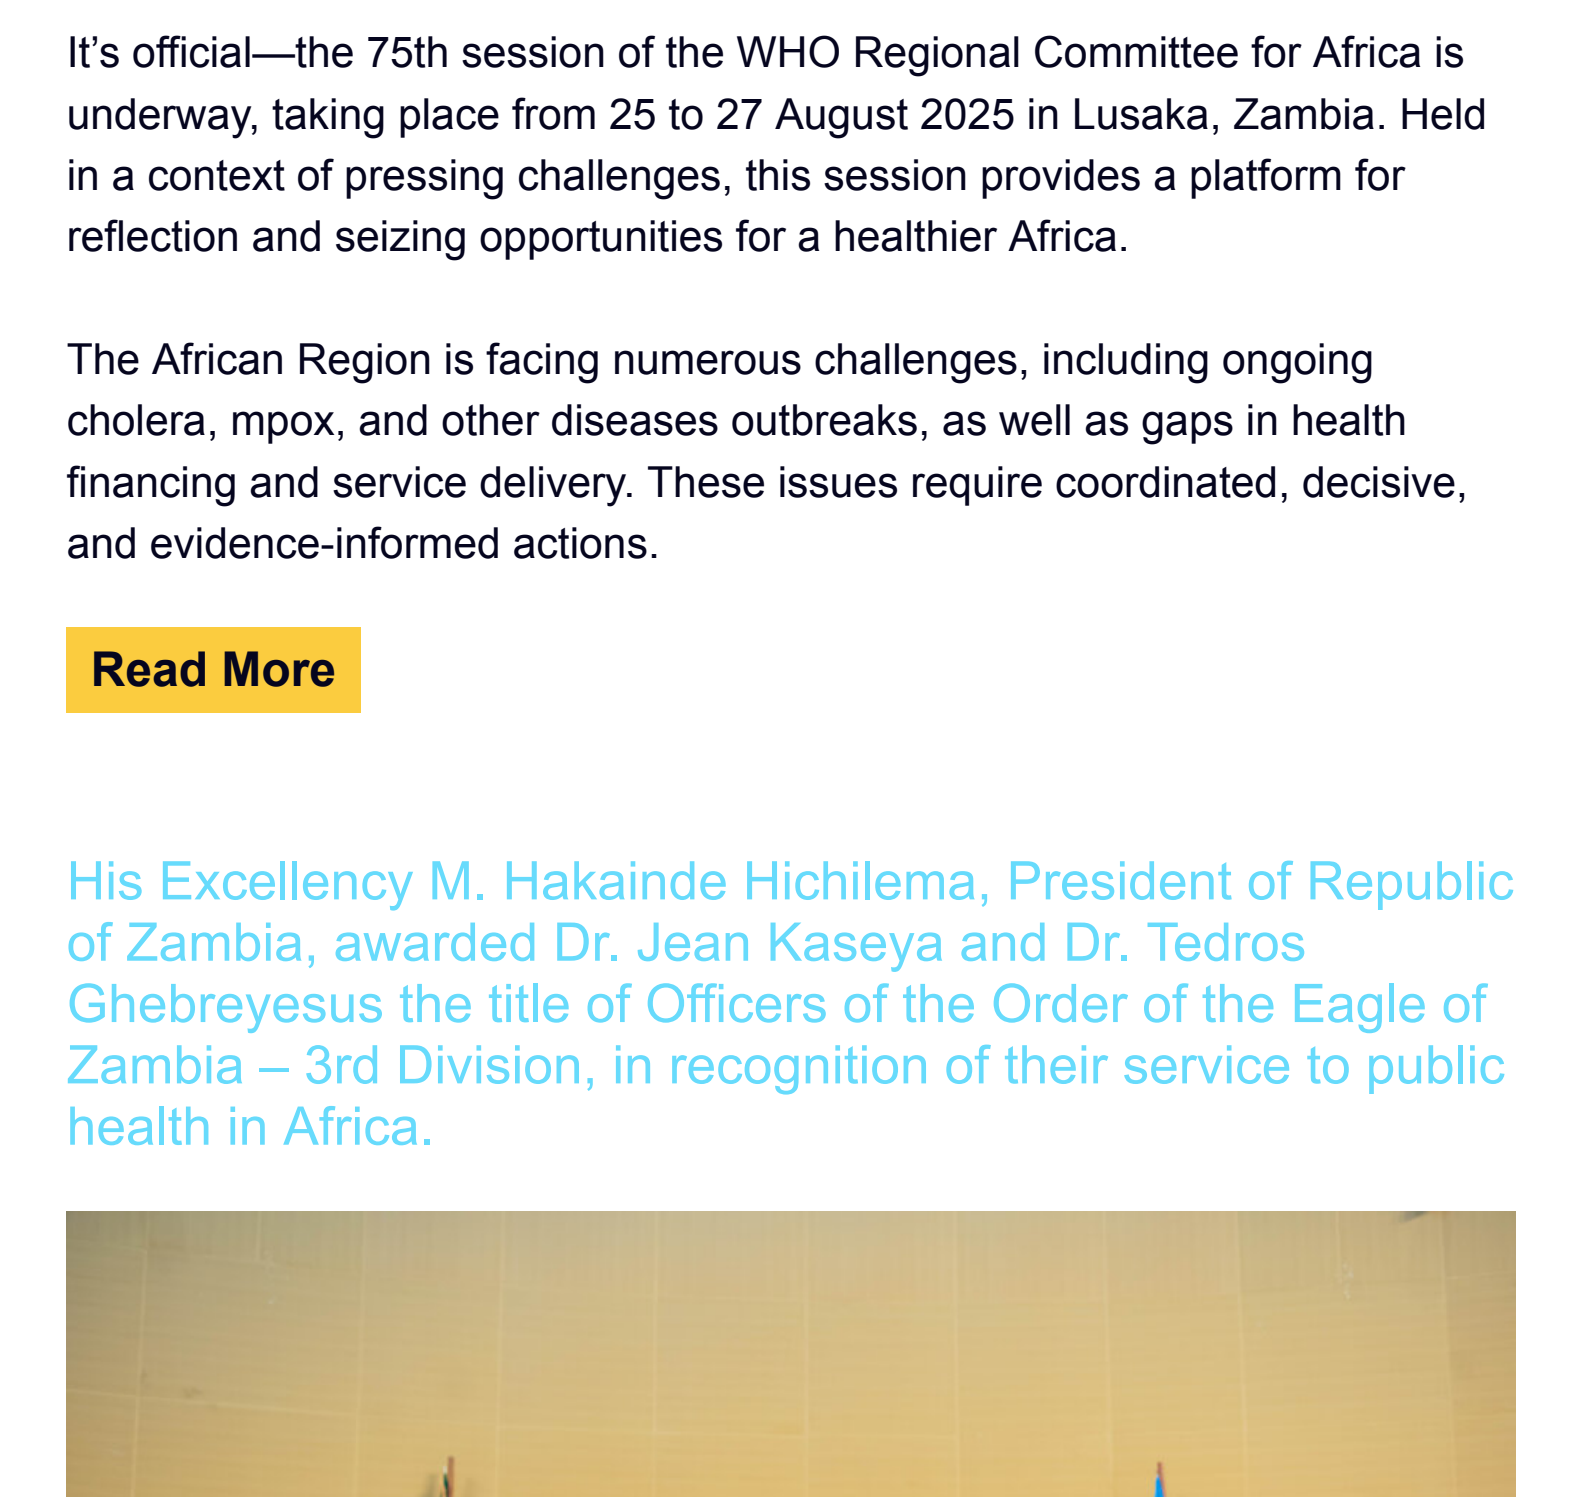 It’s official—the 75th session of the WHO Regional Committee for Africa is
underway, taking place from 25 to 27 August 2025 in Lusaka, Zambia. Held
in a context of pressing challenges, this session provides a platform for
reflection and seizing opportunities for a healthier Africa.
The African Region is facing numerous challenges, including ongoing
cholera, mpox, and other diseases outbreaks, as well as gaps in health
financing and service delivery. These issues require coordinated, decisive,
and evidence-informed actions.
Read More
His Excellency M. Hakainde Hichilema, President of Republic
of Zambia, awarded Dr. Jean Kaseya and Dr. Tedros
Ghebreyesus the title of Officers of the Order of the Eagle of
Zambia – 3rd Division, in recognition of their service to public
health in Africa.